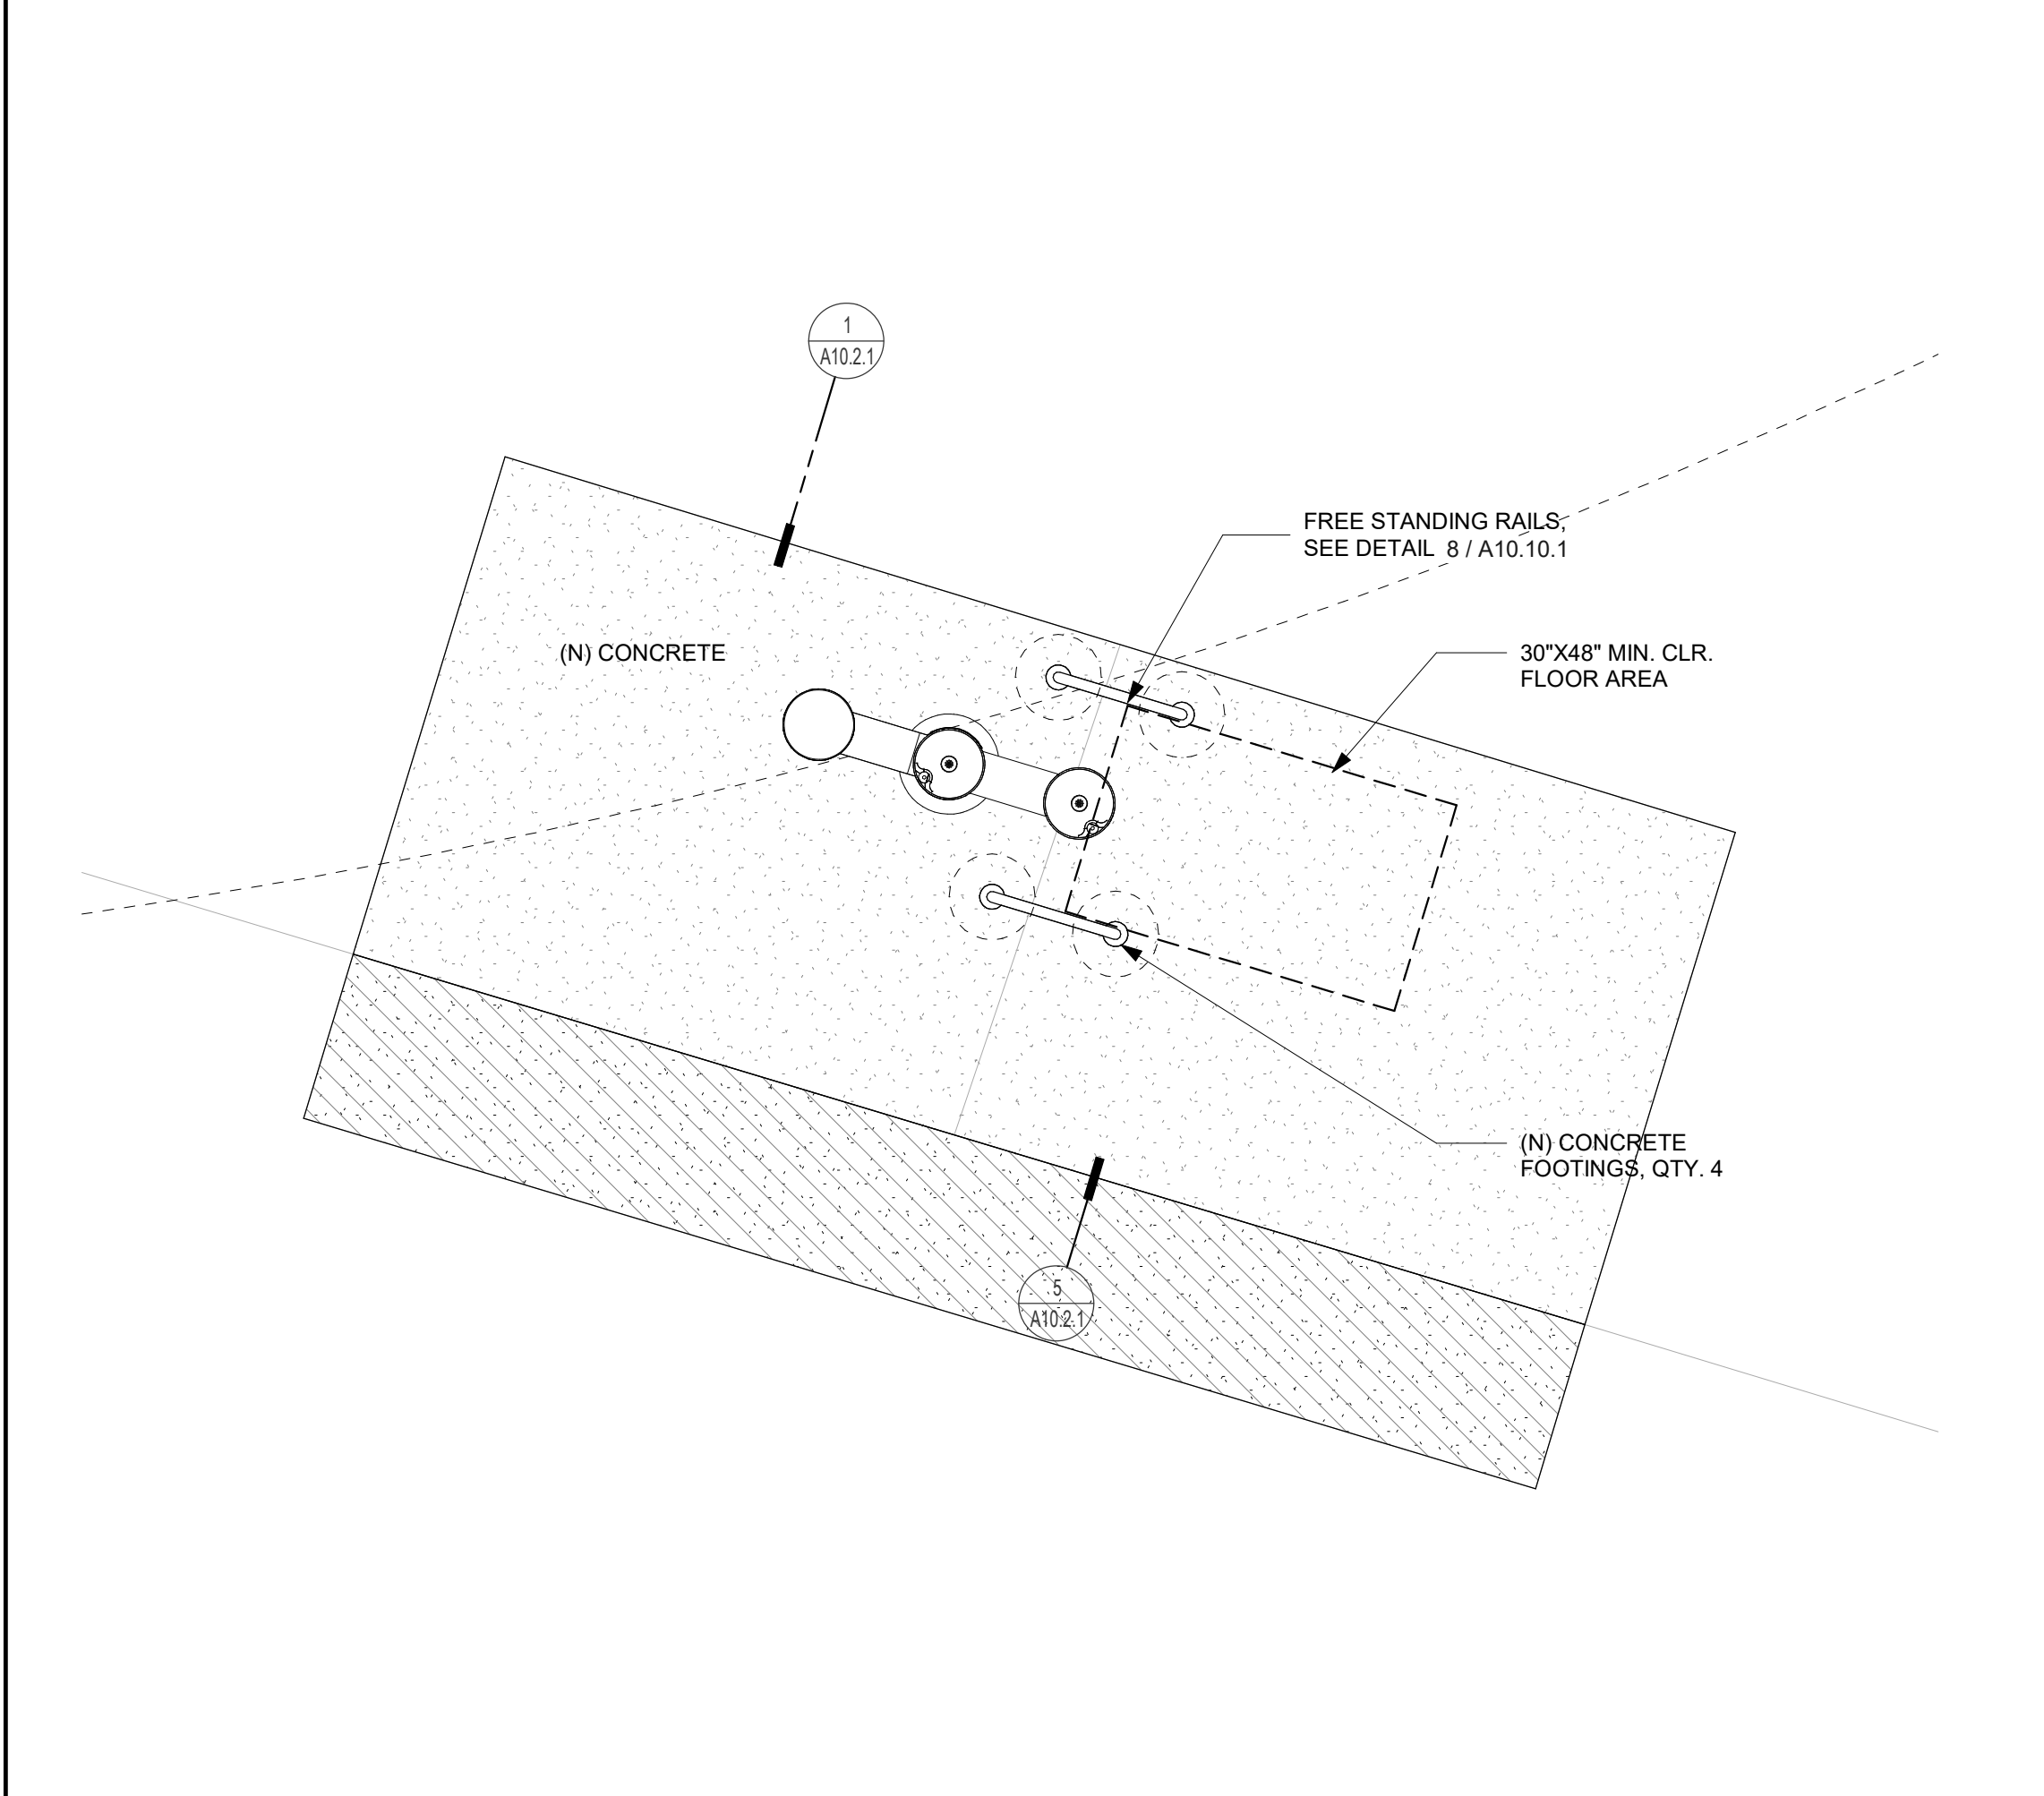 1
A10.2.1
FREE STANDING RAILS,
SEE DETAIL 8 / A10.10.1
(N) CONCRETE
30"X48" MIN. CLR.
FLOOR AREA
(N) CONCRETE
FOOTINGS, QTY. 4
5
A10.2.1